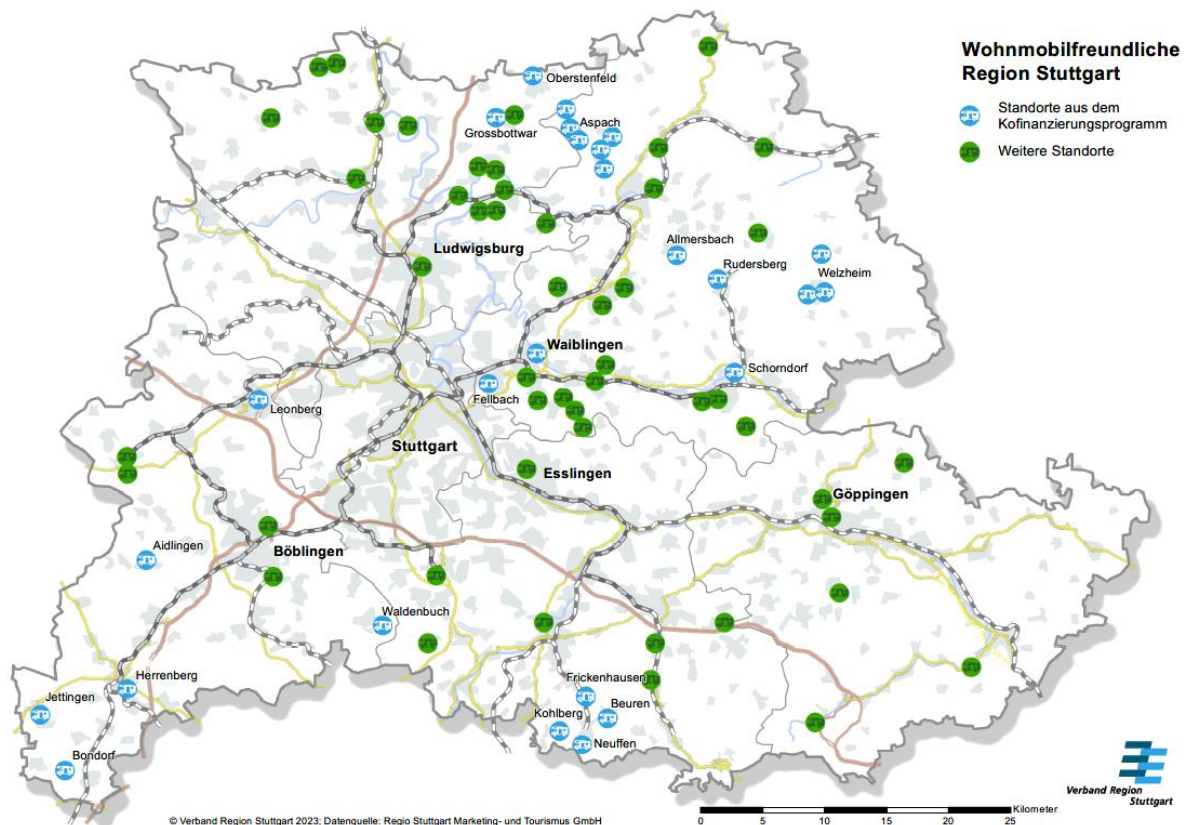 Wohnmobilfreundliche
Region Stuttgart
Standorte aus dem
Kofinanzierungsprogramm
Weitere Standorte
Oberstenfeld
Grossbottwar
Aspach
Ludwigsburg
Allmersbach
Rudersberg
Welzheim
Waiblingen
Schorndorf
Fellbach
Leonberg
Stuttgart
Esslingen
Göppingen
Böblingen
Aidlingen
Waldenbuch
Herrenberg
Jettingen
Bondorf
Frickenhausen
Beuren
Kohlberg
Neuffen
Verband Region
Stuttgart
Kilometer
0 5 10 15 20 25
© Verband Region Stuttgart 2023; Datenquelle: Regio Stuttgart Marketing- und Tourismus GmbH